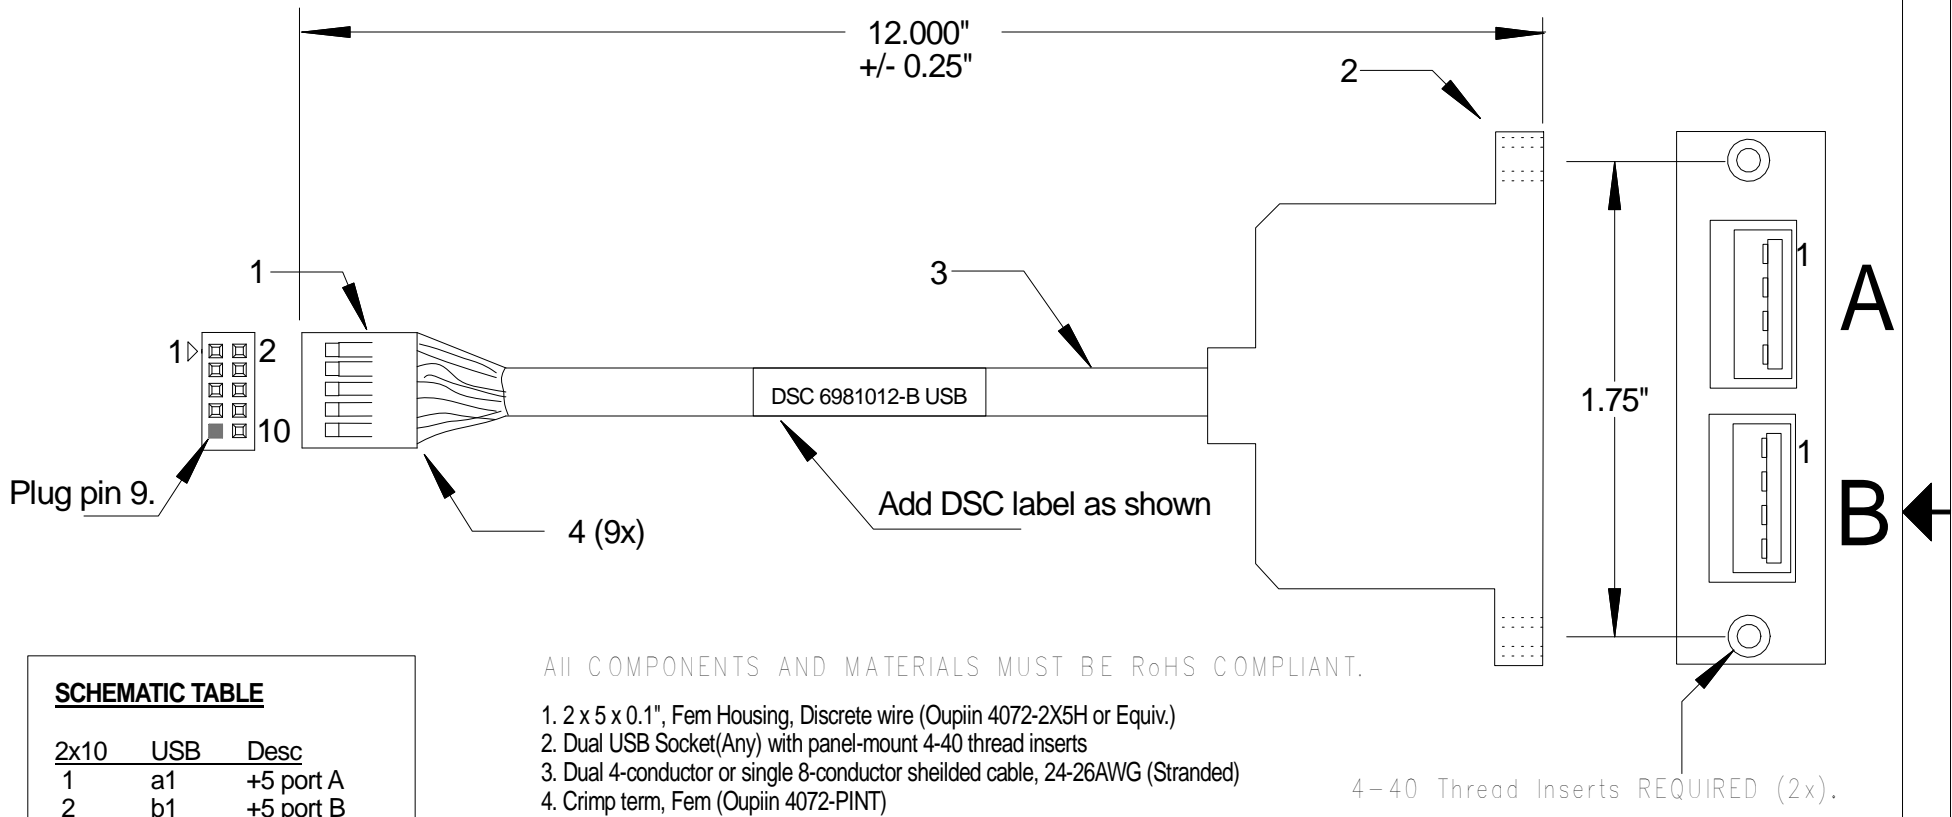 12.000"
+/- 0.25"
2
1
3
1
2
10
Plug pin 9.
4 (9x)
DSC 6981012-B USB
Add DSC label as shown
1.75"
1
A
1
B
All COMPONENTS AND MATERIALS MUST BE RoHS COMPLIANT.
1. 2 x 5 x 0.1", Fem Housing, Discrete wire (Oupiin 4072-2X5H or Equiv.)
2. Dual USB Socket(Any) with panel-mount 4-40 thread inserts
3. Dual 4-conductor or single 8-conductor sheilded cable, 24-26AWG (Stranded)
4. Crimp term, Fem (Oupiin 4072-PINT)
4-40 Thread Inserts REQUIRED (2x).
SCHEMATIC TABLE
2x10 USB Desc
1 a1 +5 port A
2 b1 +5 port B